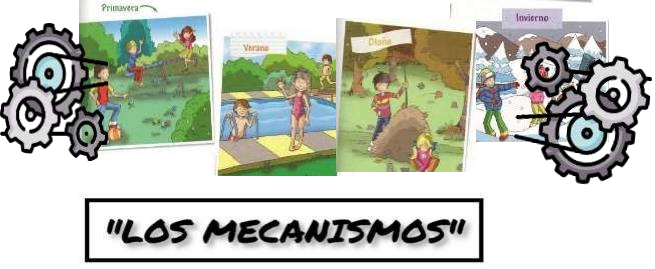 Primavera
Verano
Otoño
Invierno
"LOS MECANISMOS"